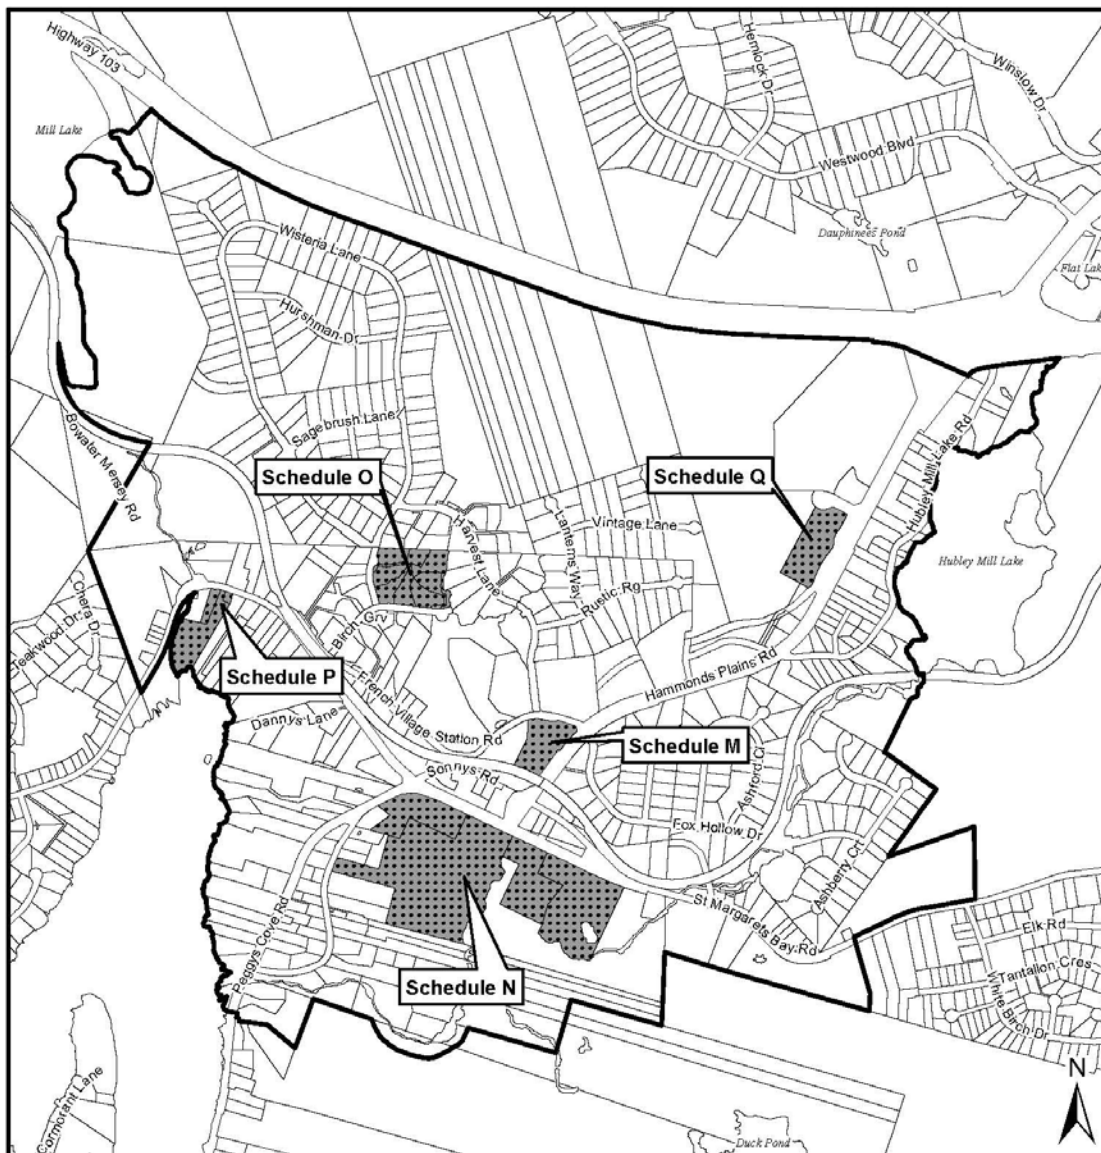 Highway 103
Hemlock Dr
Winslow Dr
Mill Lake
Westwood Blvd
Dauphinees Pond
Flat Lake
Wisteria Lane
Hurshman Dr
Sagebrush Lane
Bowater Mersey Rd
Schedule O
Schedule Q
Hubley Mill Lake Rd
Harvest Lane
Lanterns Way
Vintage Lane
Hubley Mill Lake
Rustic Rg
Chera Dr
Teakwood Dr
Birch Grv
Schedule P
Hammonds Plains Rd
Dannys Lane
French Village Station Rd
Schedule M
Sonnys Rd
Ashford Cl
Fox Hollow Dr
Ashberry Crt
St Margarets Bay Rd
Peggys Cove Rd
Elk Rd
Tantallon Cres
White Birch Dr
Schedule N
N
Cormorant Lane
Duck Pond